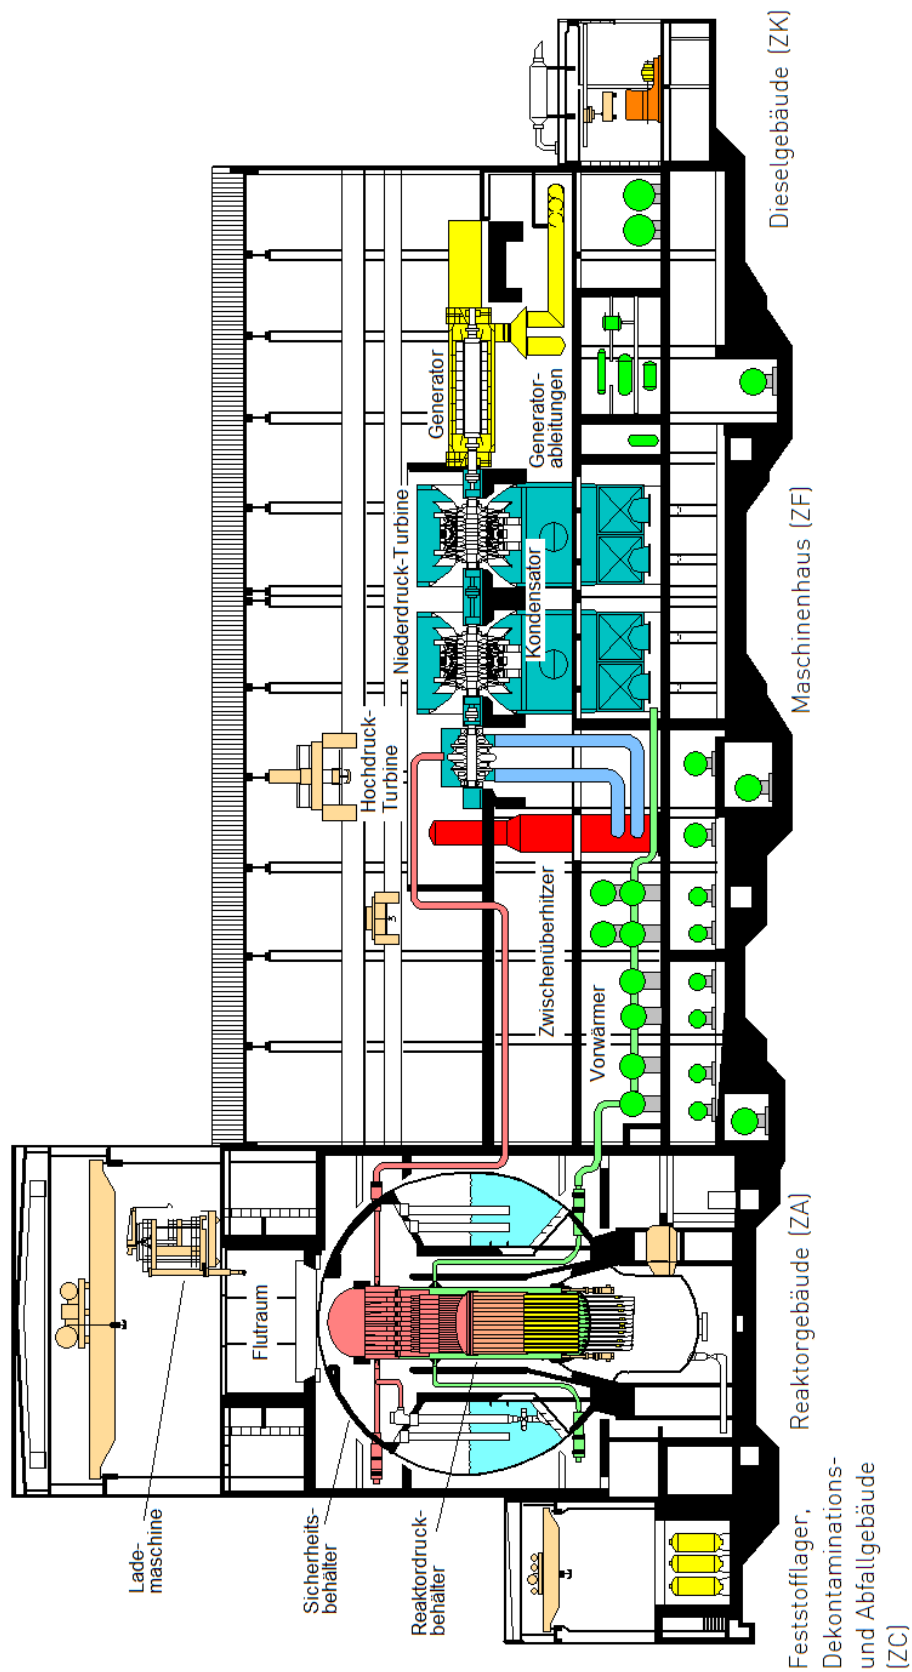 Lade-
maschine
Flutraum
Sicherheits-
behälter
Reaktordruck-
behälter
Hochdruck-
Turbine
Niederdruck-Turbine
Generator
Kondensator
Generator-
ableitungen
Zwischenüberhitzer
Vorwärmer
Feststofflager,
Dekontaminations-
und Abfallgebäude
(ZC)
Reaktorgebäude (ZA)
Maschinenhaus (ZF)
Dieselgebäude (ZK)